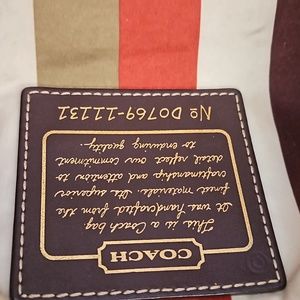 COACH
This is a Coach bag.
It was handcrafted from the
finest materials. Its superior
craftsmanship and attention to
detail reflect our commitment
to enduring quality.
No D0769-11131